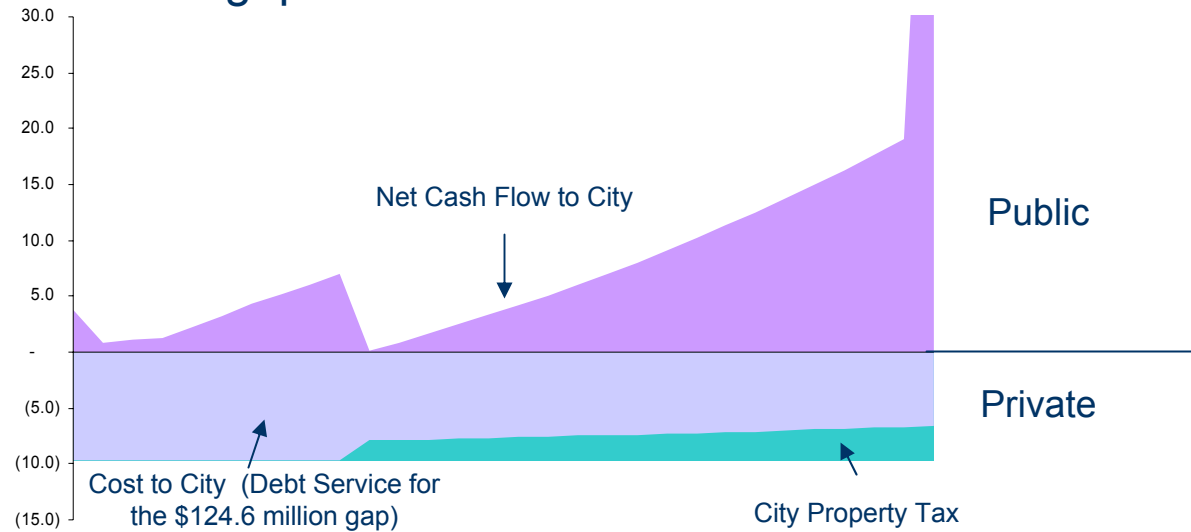 30.0
25.0
20.0
15.0
10.0
5.0
-
(5.0)
(10.0)
(15.0)
Net Cash Flow to City
Public
Private
Cost to City (Debt Service for
the $124.6 million gap)
City Property Tax